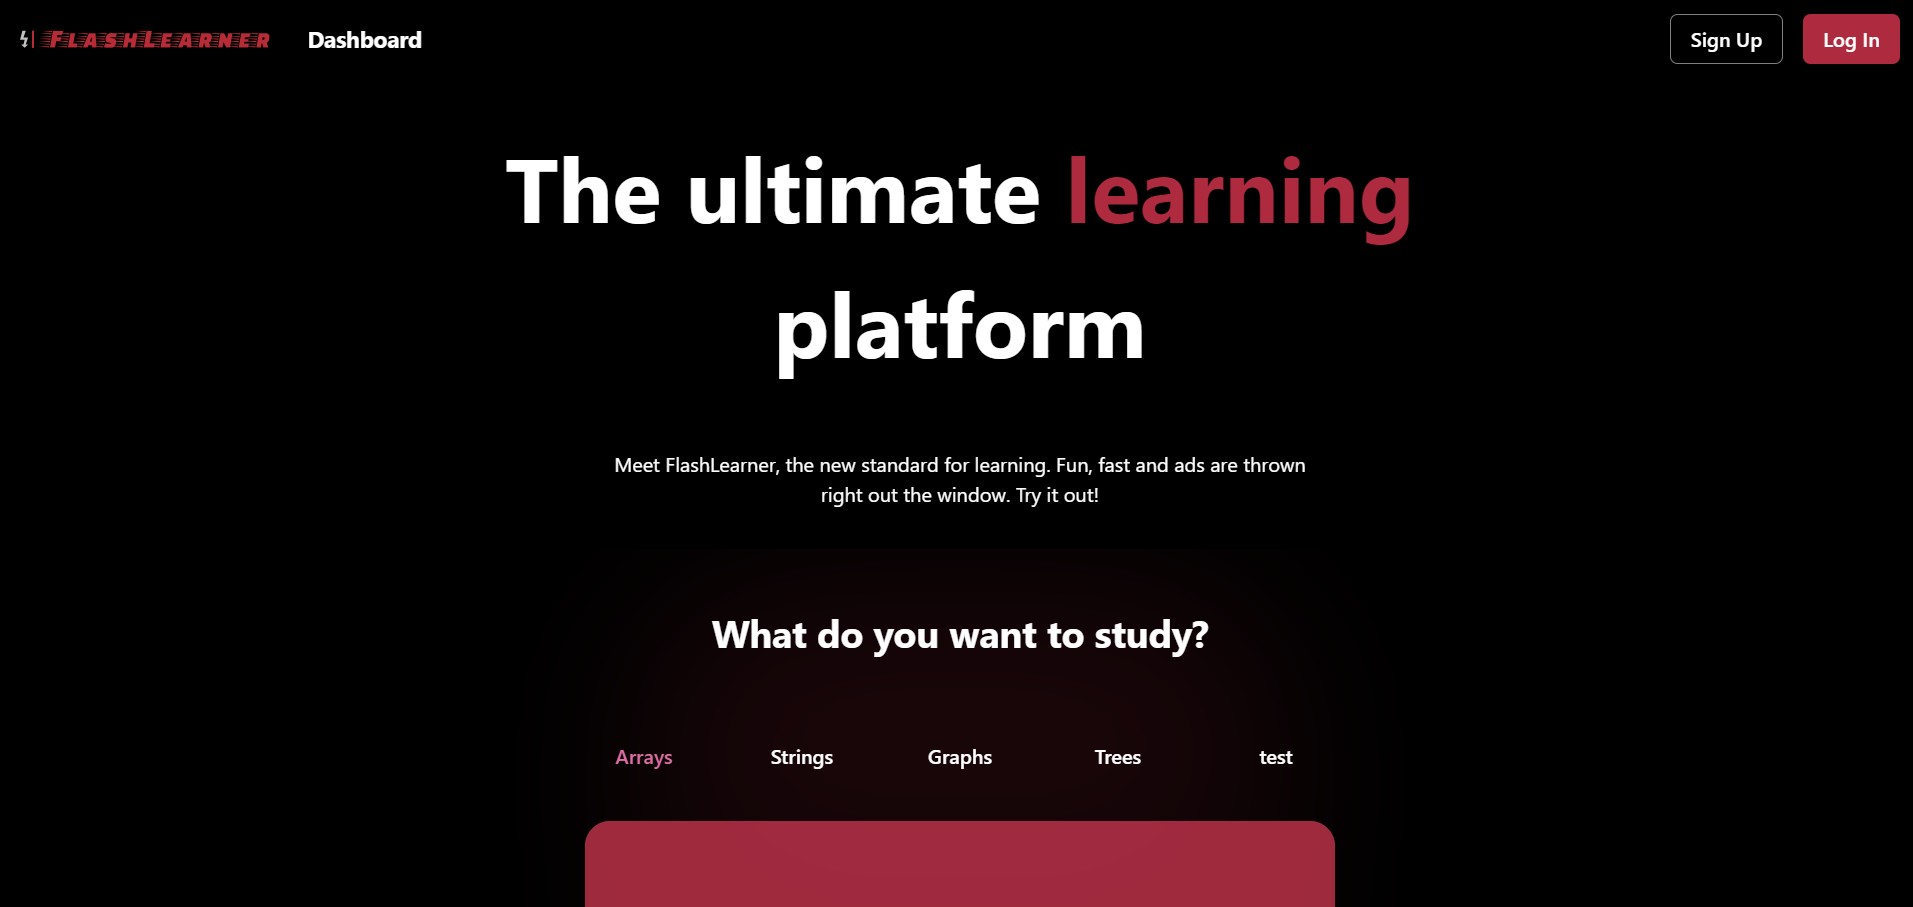 FlashLearner Dashboard Sign Up Log In
The ultimate learning
platform
Meet FlashLearner, the new standard for learning. Fun, fast and ads are thrown
right out the window. Try it out!
What do you want to study?
Arrays Strings Graphs Trees test